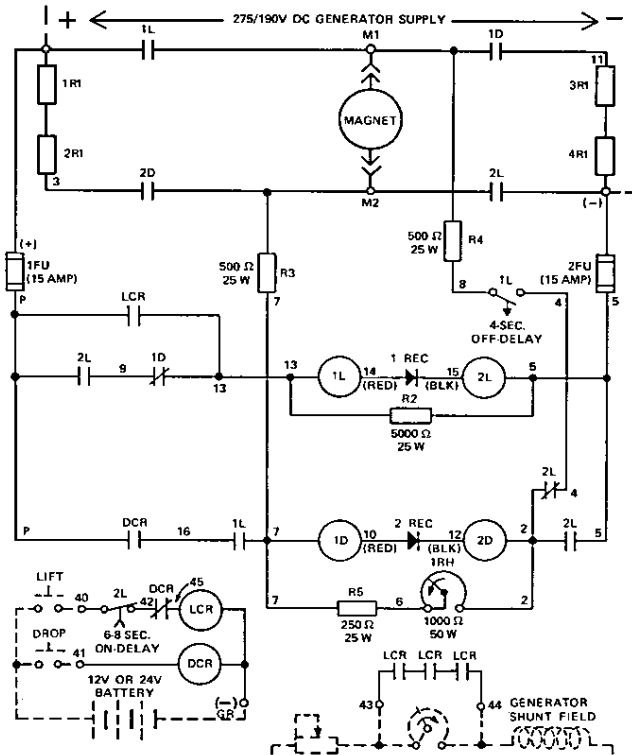 + 275/190V DC GENERATOR SUPPLY −
1L M1 1D 11
1R1 3R1
MAGNET
2R1 4R1
3 2D M2 2L (−)
(+)
1FU (15 AMP)
P
500 Ω 25 W R3
7
500 Ω 25 W R4
8 1L 4
4-SEC. OFF-DELAY
2FU (15 AMP)
5
LCR
2L 9 1D 13
13 1L 14 (RED) 1 REC 15 (BLK) 2L 5
R2
5000 Ω 25 W
2L 4
P DCR 16 1L 7 1D 10 (RED) 2 REC 12 (BLK) 2D 2 2L 5
1RH
7 R5 6 2
250 Ω 25 W
1000 Ω 50 W
LIFT 40 2L 42 DCR 45 LCR
6-8 SEC. ON-DELAY
DROP 41 DCR
12V OR 24V BATTERY
(−) GR
LCR LCR LCR
43 44
GENERATOR SHUNT FIELD